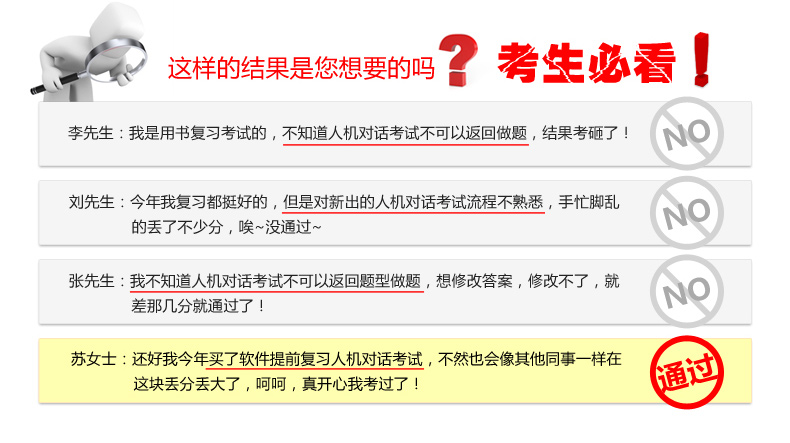 这样的结果是您想要的吗？ 考生必看！
李先生：我是用书复习考试的，不知道人机对话考试不可以返回做题，结果考砸了！
NO
刘先生：今年我复习都挺好的，但是对新出的人机对话考试流程不熟悉，手忙脚乱
的丢了不少分，唉~没通过~
NO
张先生：我不知道人机对话考试不可以返回题型做题，想修改答案，修改不了，就
差那几分就通过了！
NO
苏女士：还好我今年买了软件提前复习人机对话考试，不然也会像其他同事一样在
这块丢分丢大了，呵呵，真开心我考过了！
通过